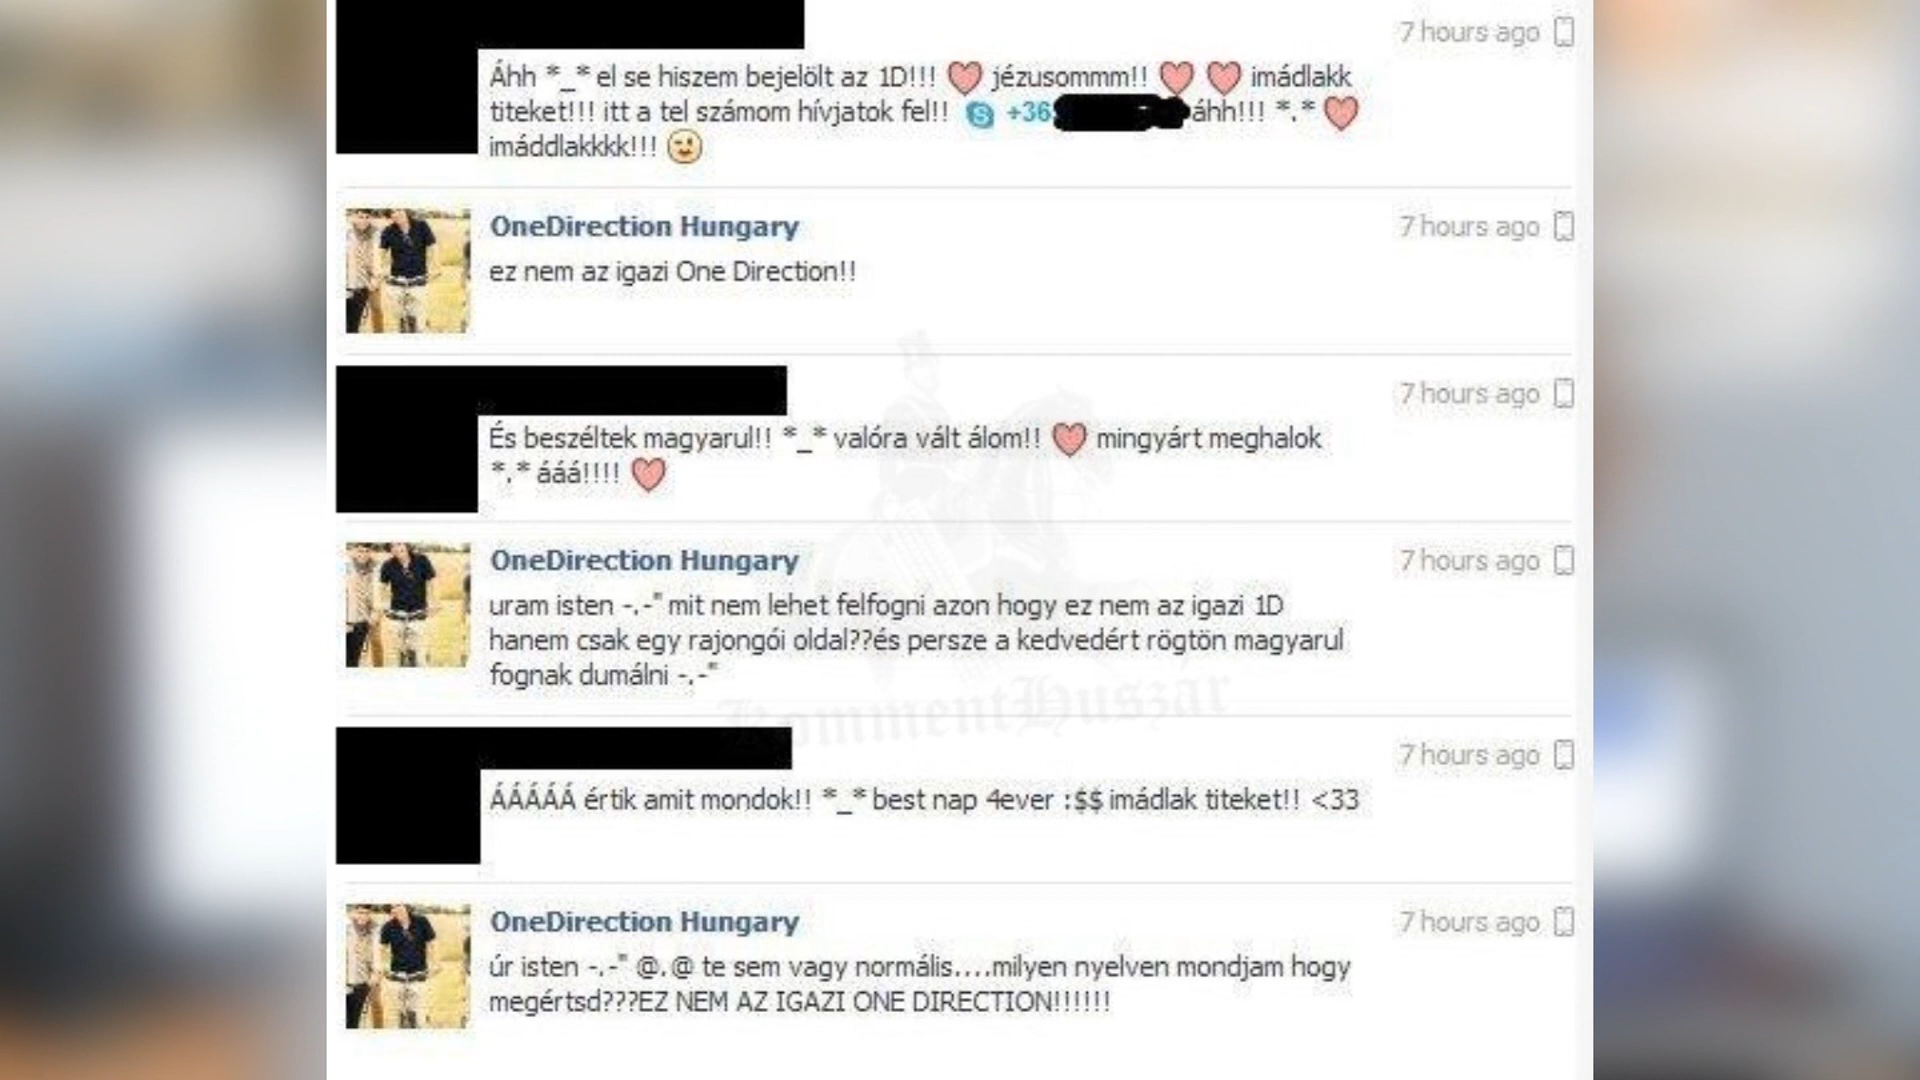 7 hours ago
Áhh *_* el se hiszem bejelölt az 1D!!! jézusommm!! imádlakk
titeket!!! itt a tel számom hívjatok fel!! +36 áhh!!! *.*
imáddlakkkk!!!
OneDirection Hungary
7 hours ago
ez nem az igazi One Direction!!
7 hours ago
És beszéltek magyarul!! *_* valóra vált álom!! mingyárt meghalok
*.* ááá!!!!
OneDirection Hungary
7 hours ago
uram isten -.-" mit nem lehet felfogni azon hogy ez nem az igazi 1D
hanem csak egy rajongói oldal??és persze a kedvedért rögtön magyarul
fognak dumálni -.-"
KommentHuszár
7 hours ago
ÁÁÁÁÁ értik amit mondok!! *_* best nap 4ever :$$ imádlak titeket!! <33
OneDirection Hungary
7 hours ago
úr isten -.-" @.@ te sem vagy normális....milyen nyelven mondjam hogy
megértsd???EZ NEM AZ IGAZI ONE DIRECTION!!!!!!